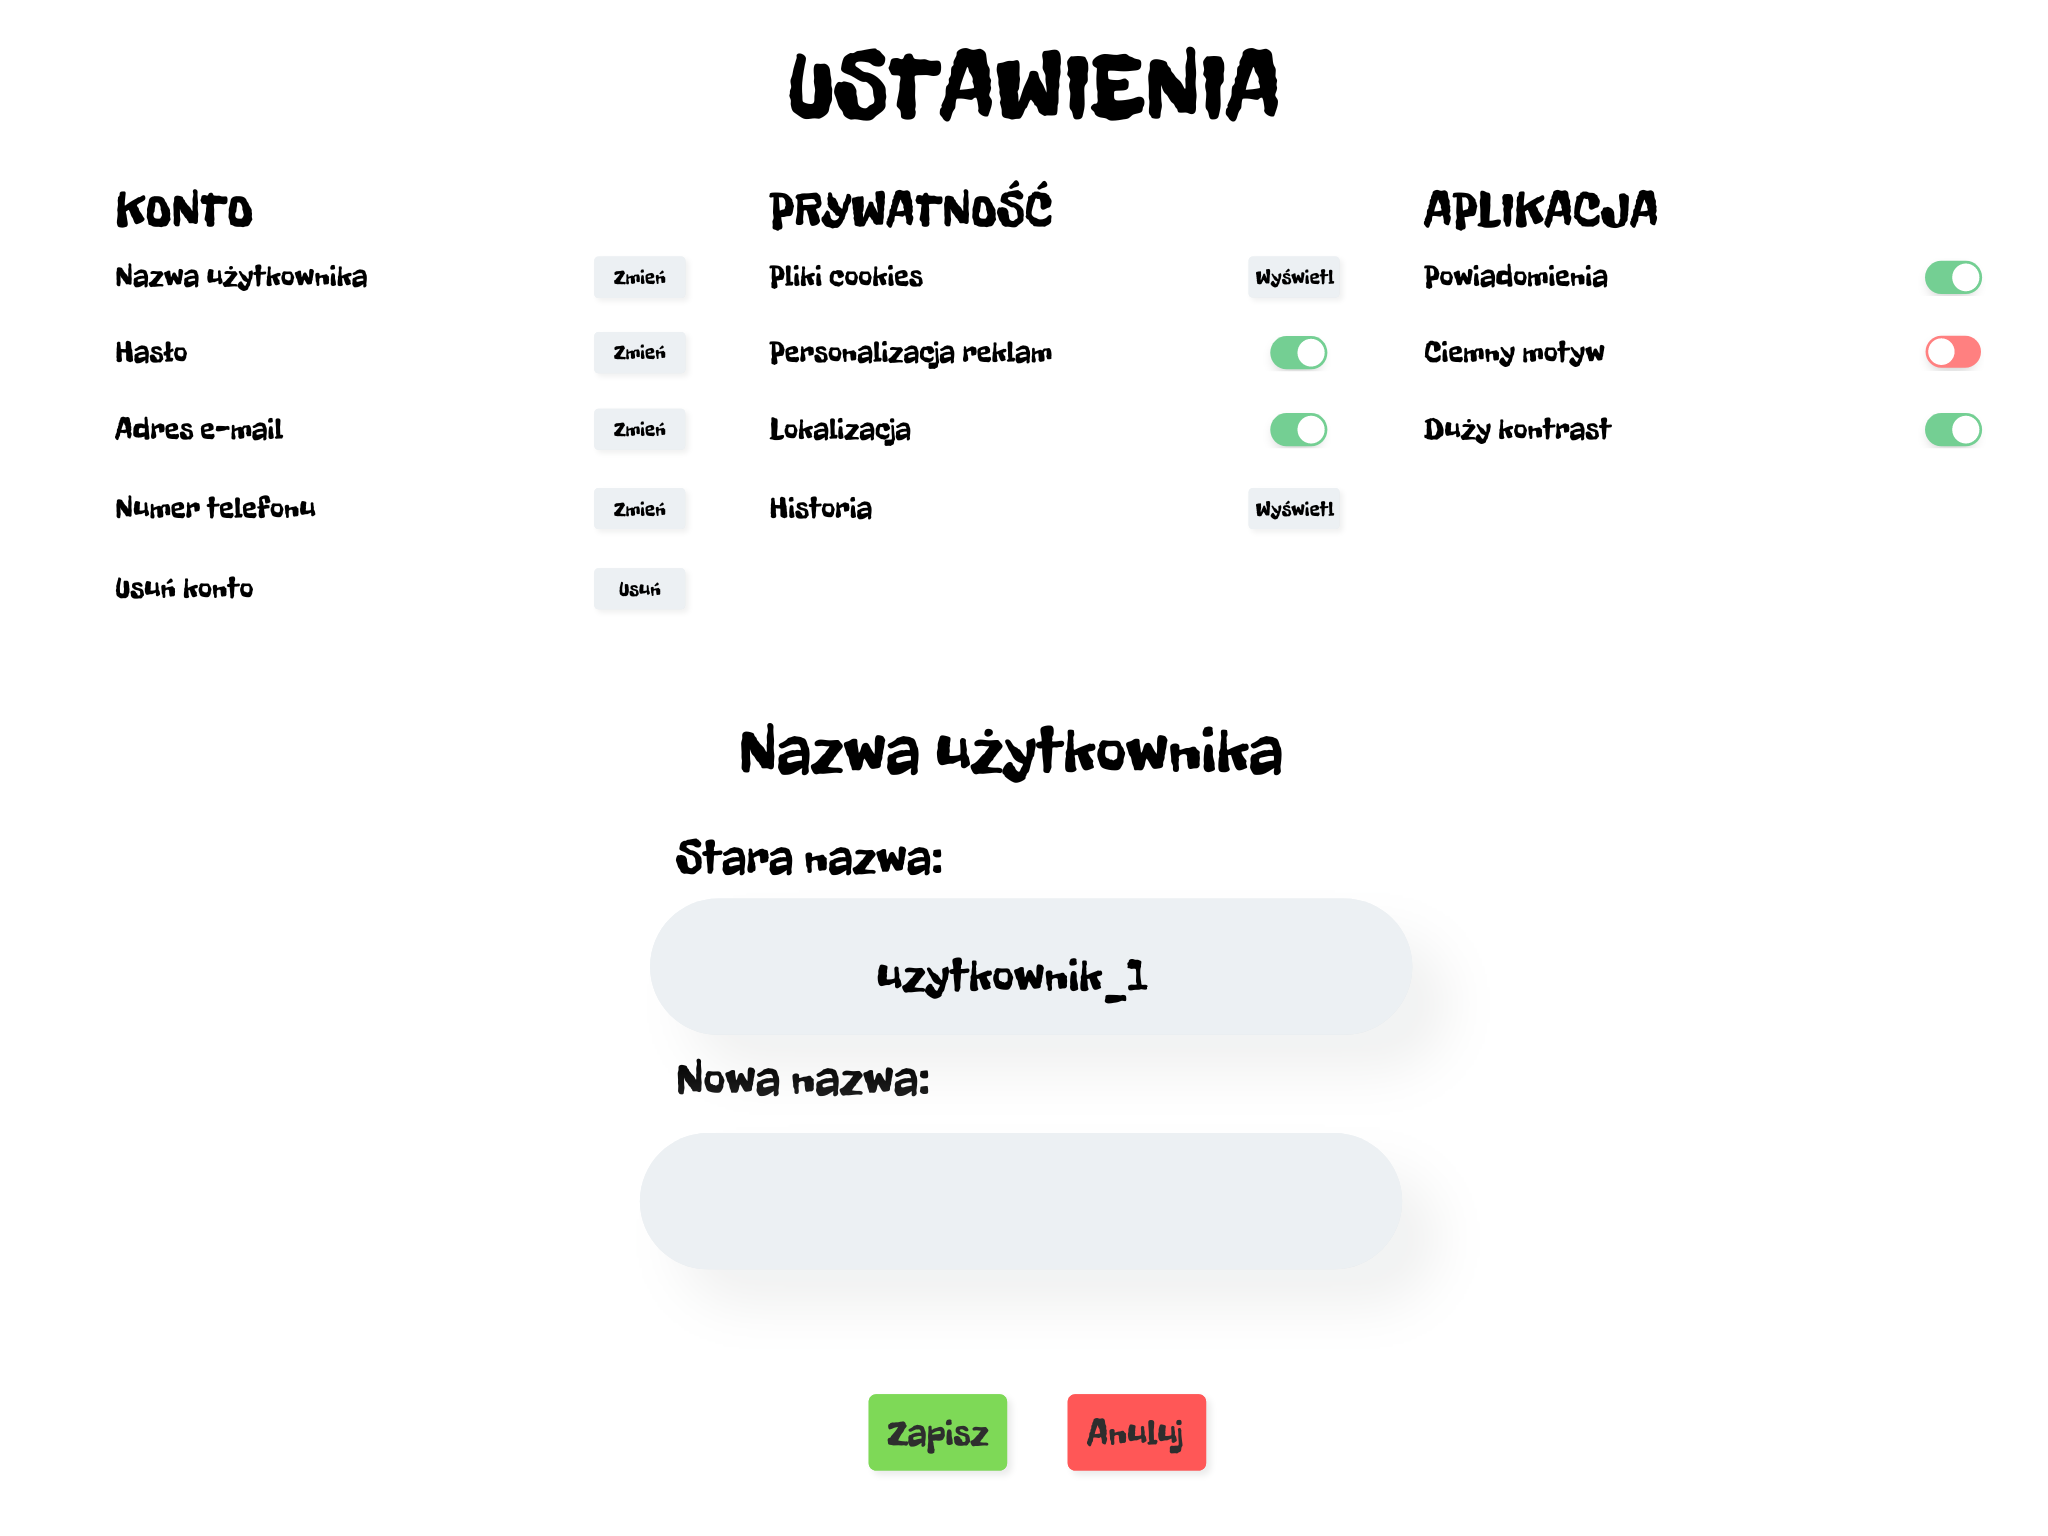 USTAWIENIA
KONTO
Nazwa użytkownika Zmień
Hasło Zmień
Adres e-mail Zmień
Numer telefonu Zmień
Usuń konto Usuń
PRYWATNOŚĆ
Pliki cookies Wyświetl
Personalizacja reklam
Lokalizacja
Historia Wyświetl
APLIKACJA
Powiadomienia
Ciemny motyw
Duży kontrast
Nazwa użytkownika
Stara nazwa:
uzytkownik_1
Nowa nazwa:
Zapisz Anuluj